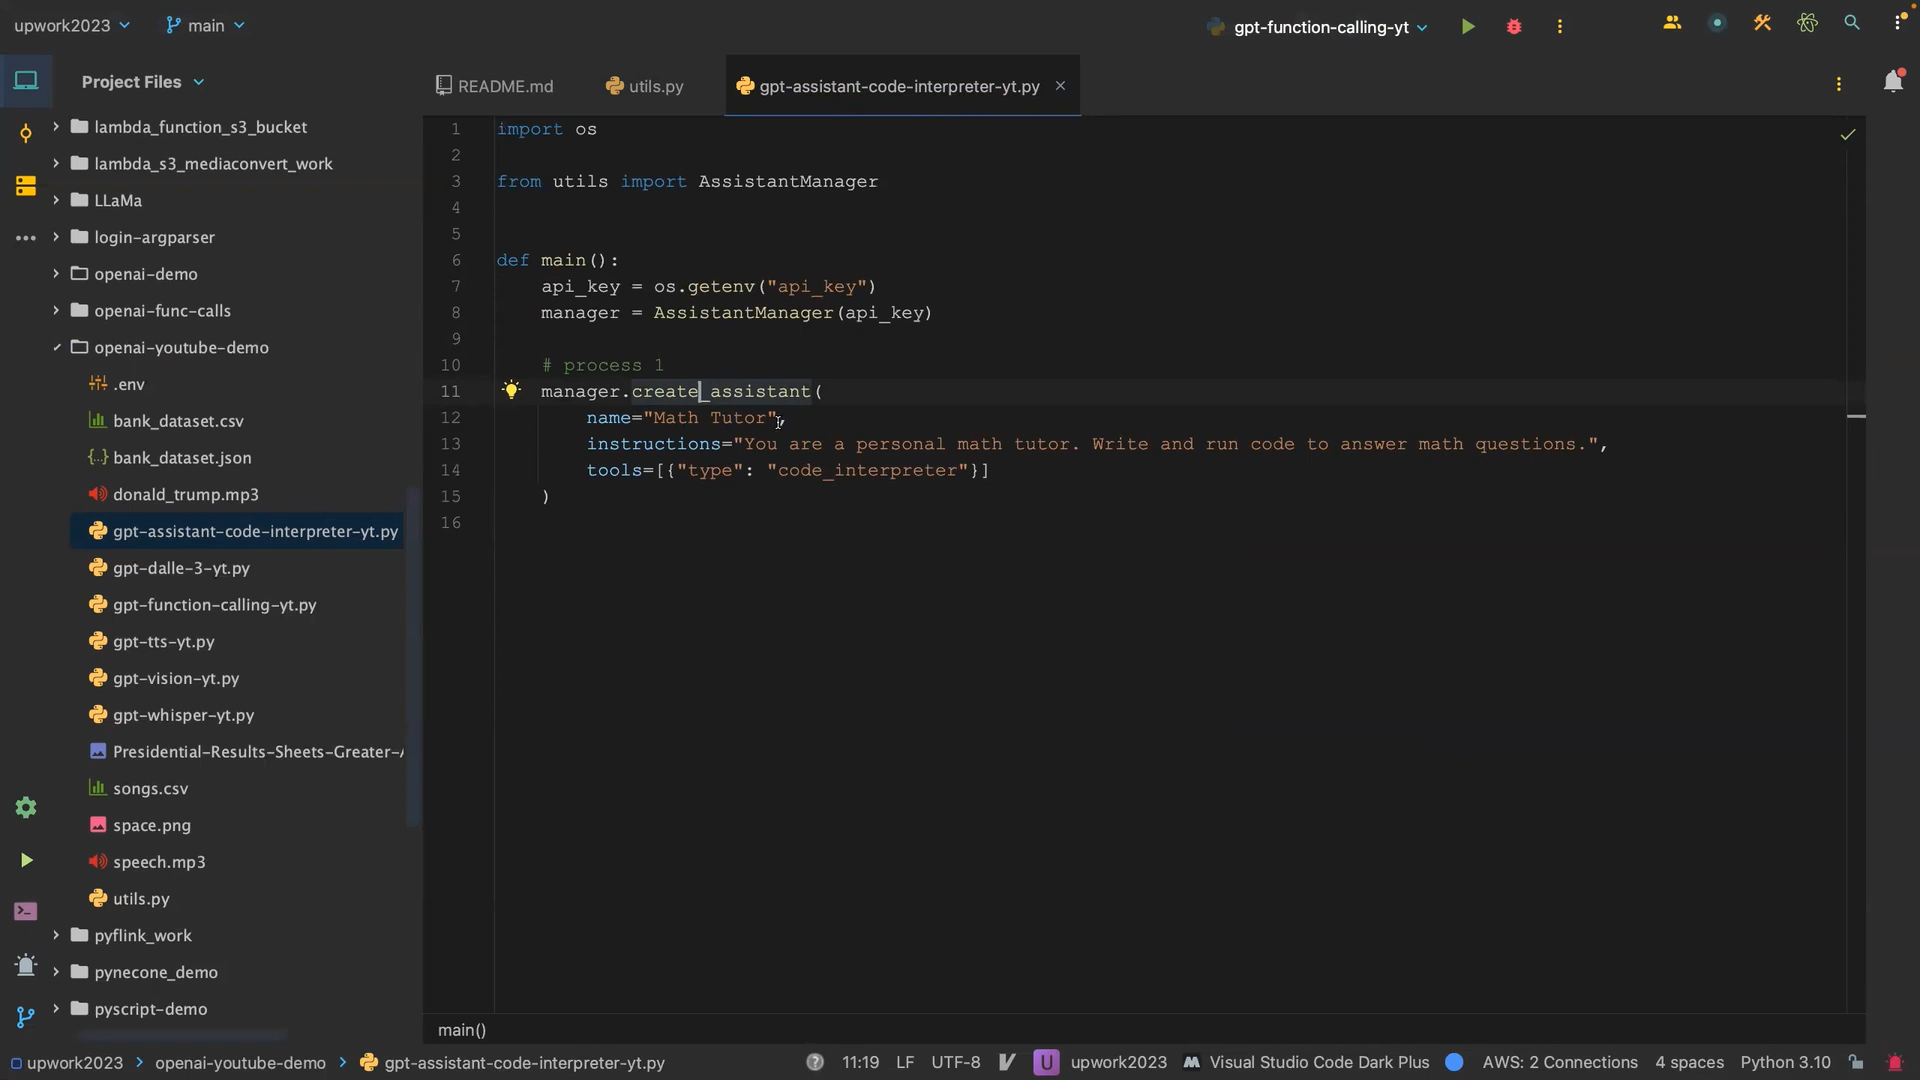 upwork2023 main gpt-function-calling-yt
Project Files README.md utils.py gpt-assistant-code-interpreter-yt.py
lambda_function_s3_bucket
lambda_s3_mediaconvert_work
LLaMa
login-argparser
openai-demo
openai-func-calls
openai-youtube-demo
.env
bank_dataset.csv
bank_dataset.json
donald_trump.mp3
gpt-assistant-code-interpreter-yt.py
gpt-dalle-3-yt.py
gpt-function-calling-yt.py
gpt-tts-yt.py
gpt-vision-yt.py
gpt-whisper-yt.py
Presidential-Results-Sheets-Greater-
songs.csv
space.png
speech.mp3
utils.py
pyflink_work
pynecone_demo
pyscript-demo
1 import os
2
3 from utils import AssistantManager
4
5
6 def main():
7 api_key = os.getenv("api_key")
8 manager = AssistantManager(api_key)
9
10 # process 1
11 manager.create_assistant(
12 name="Math Tutor",
13 instructions="You are a personal math tutor. Write and run code to answer math questions.",
14 tools=[{"type": "code_interpreter"}]
15 )
16
main()
upwork2023 > openai-youtube-demo > gpt-assistant-code-interpreter-yt.py 11:19 LF UTF-8 U upwork2023 Visual Studio Code Dark Plus AWS: 2 Connections 4 spaces Python 3.10